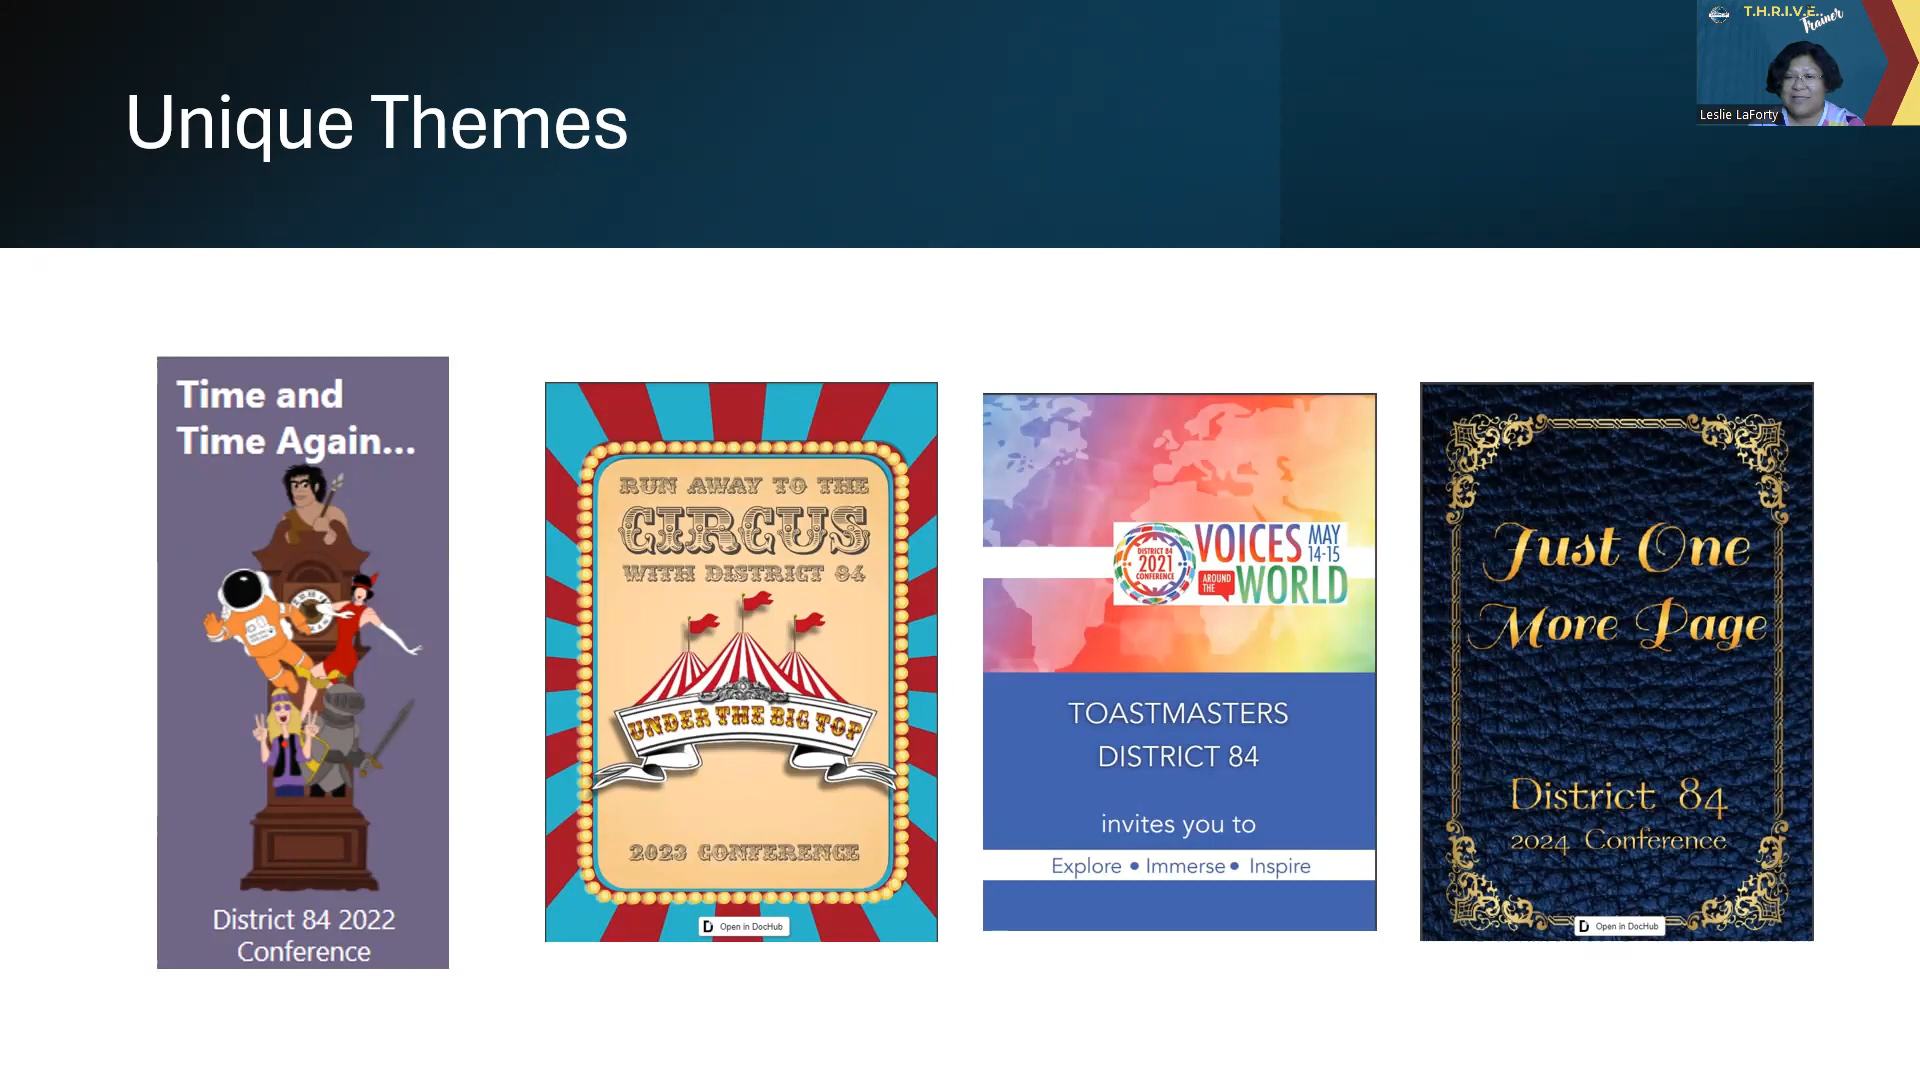 T.H.R.I.V.E.
Trainer
Leslie LaForty
Unique Themes
Time and
Time Again...
District 84 2022
Conference
RUN AWAY TO THE
CIRCUS
WITH DISTRICT 84
UNDER THE BIG TOP
2023 CONFERENCE
Open in DocHub
DISTRICT 84
2021
CONFERENCE
VOICES
AROUND
THE
WORLD
MAY
14-15
TOASTMASTERS
DISTRICT 84
invites you to
Explore • Immerse • Inspire
Just One
More Page
District 84
2024 Conference
Open in DocHub